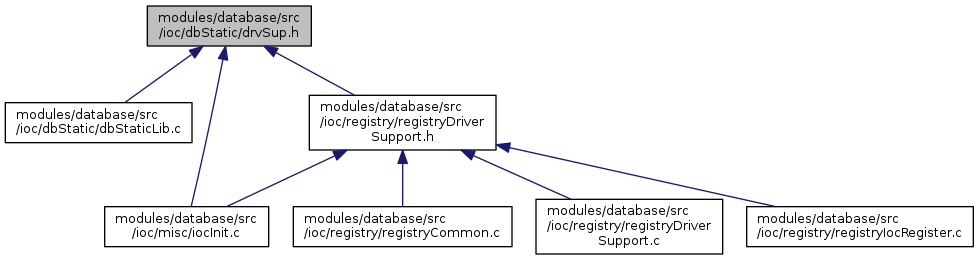 modules/database/src
/ioc/dbStatic/drvSup.h
modules/database/src
/ioc/dbStatic/dbStaticLib.c
modules/database/src
/ioc/registry/registryDriver
Support.h
modules/database/src
/ioc/misc/iocInit.c
modules/database/src
/ioc/registry/registryCommon.c
modules/database/src
/ioc/registry/registryDriver
Support.c
modules/database/src
/ioc/registry/registryIocRegister.c